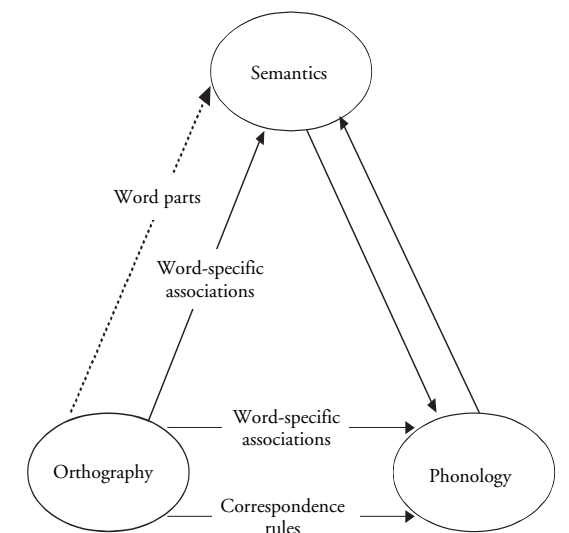 Semantics
Word parts
Word-specific
associations
Word-specific
associations
Orthography
Phonology
Correspondence
rules